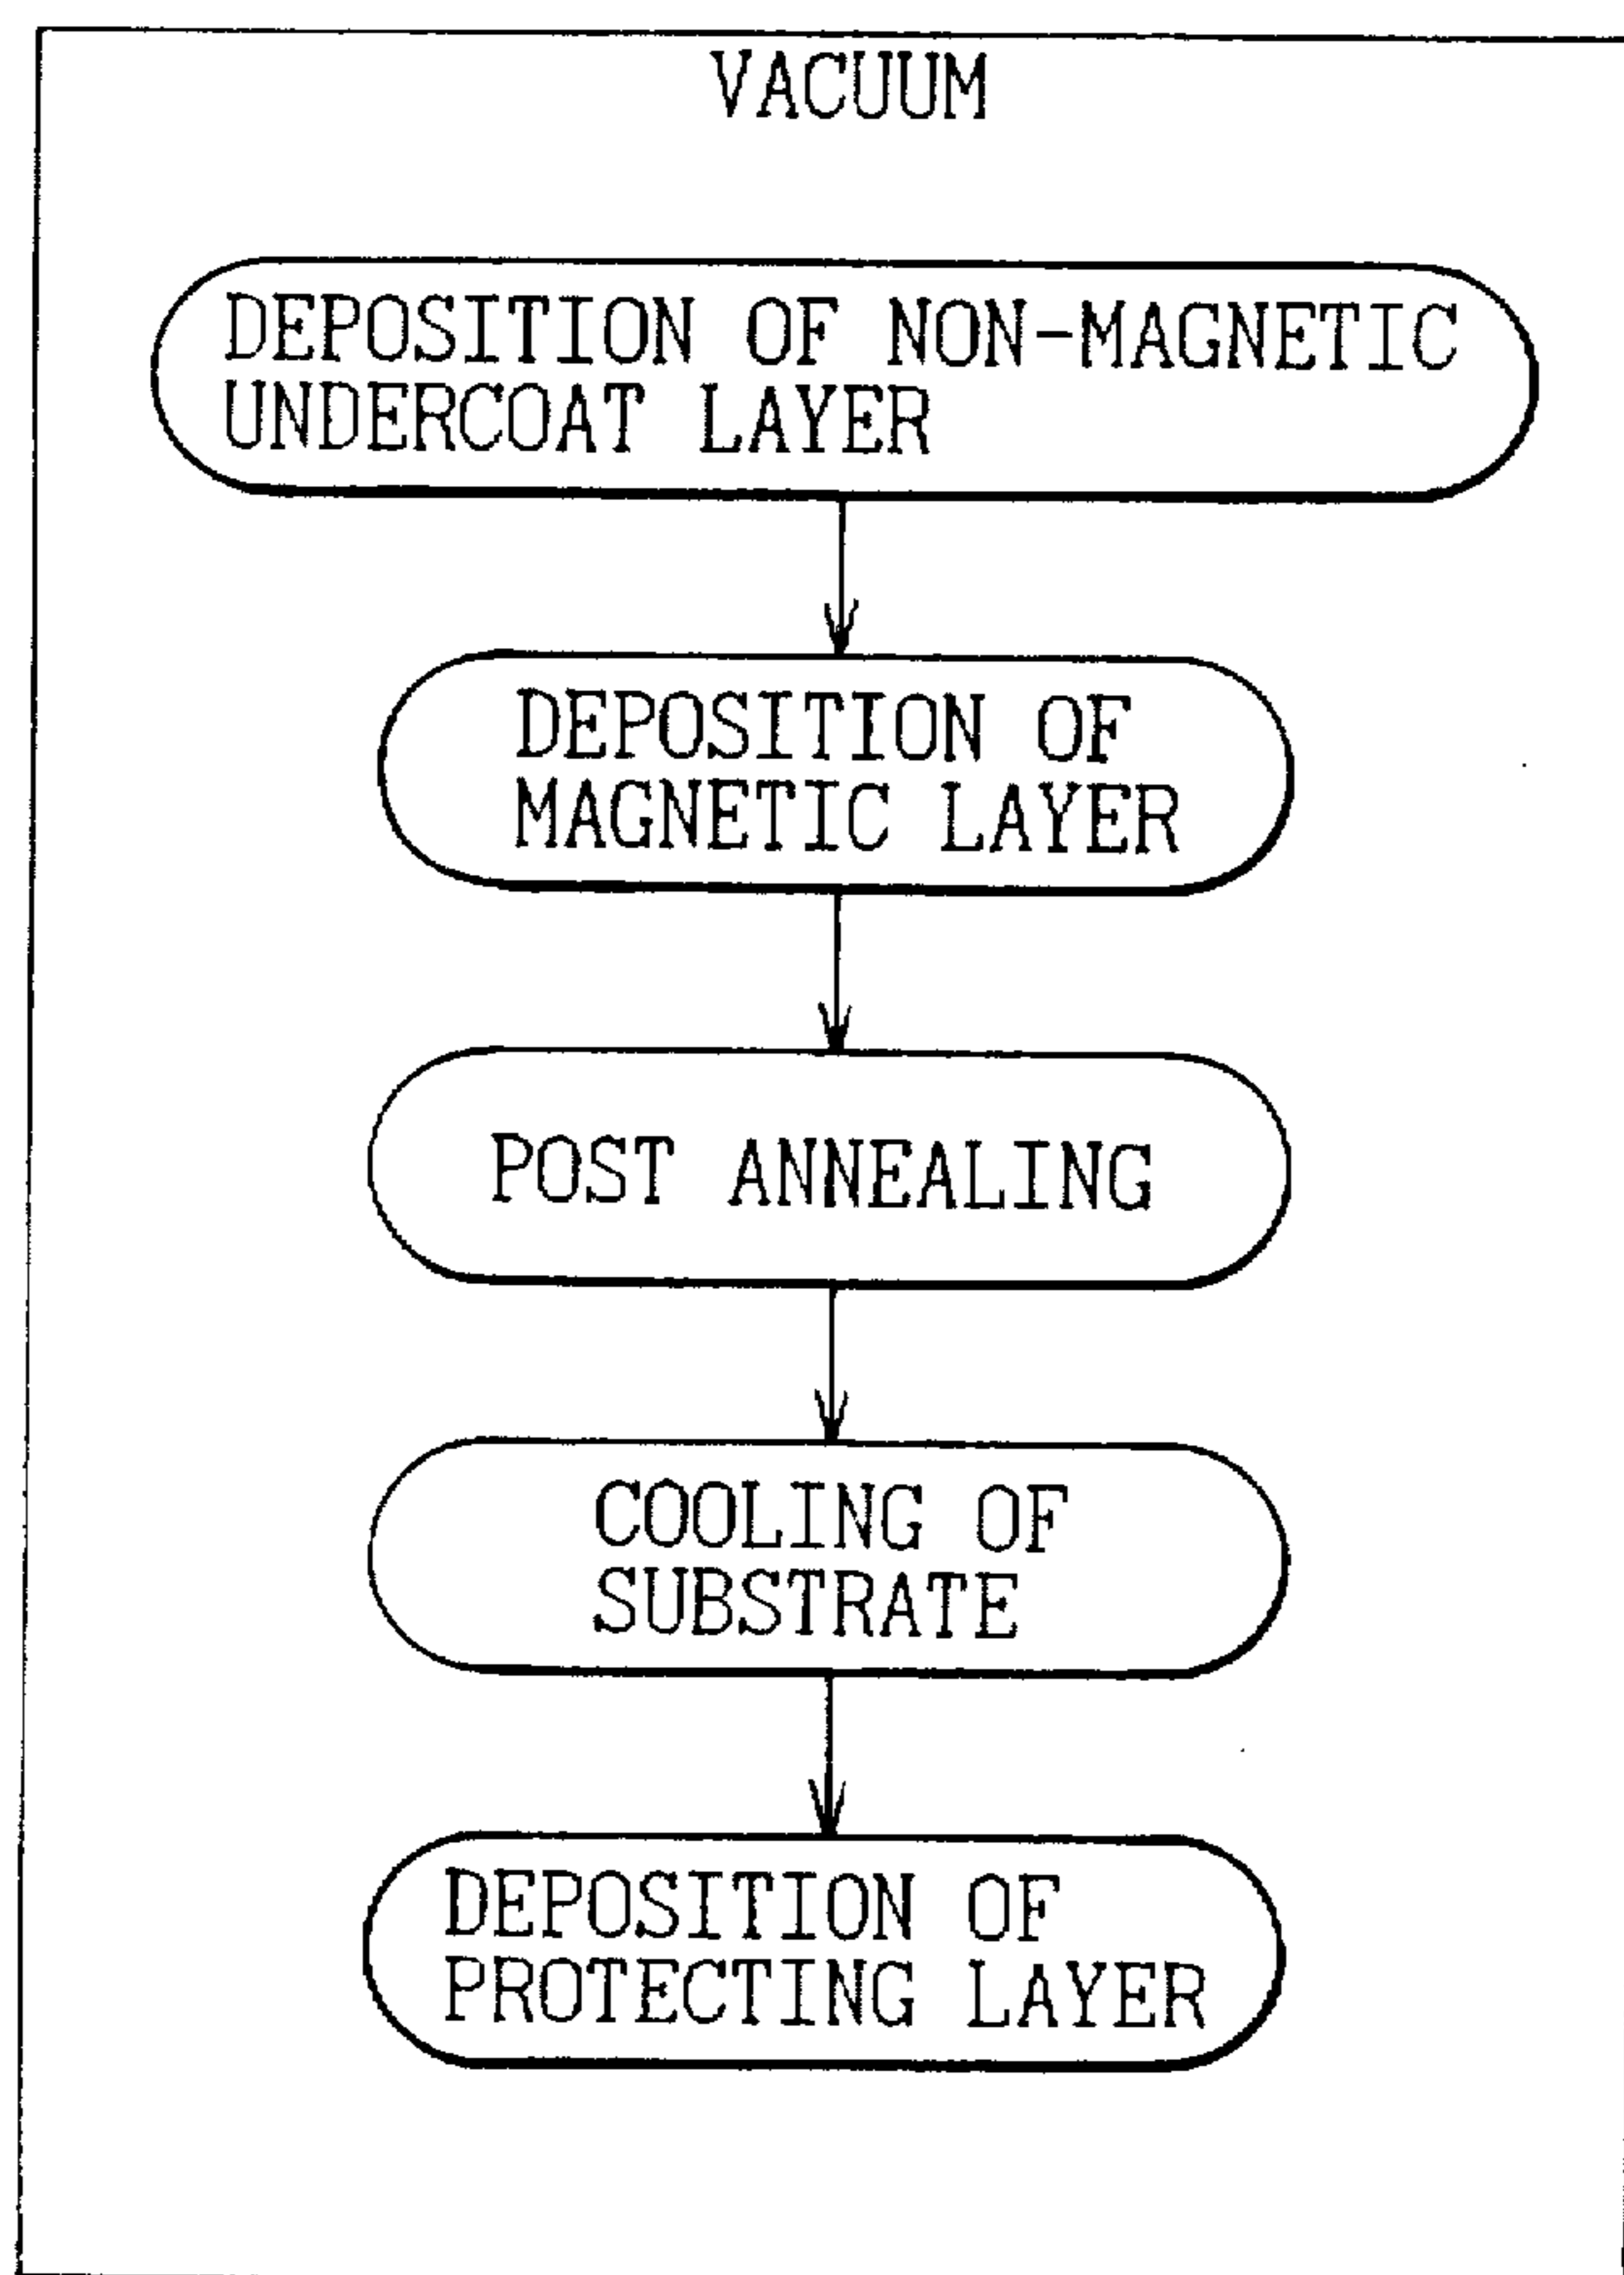 VACUUM
DEPOSITION OF NON-MAGNETIC
UNDERCOAT LAYER
DEPOSITION OF
MAGNETIC LAYER
POST ANNEALING
COOLING OF
SUBSTRATE
DEPOSITION OF
PROTECTING LAYER